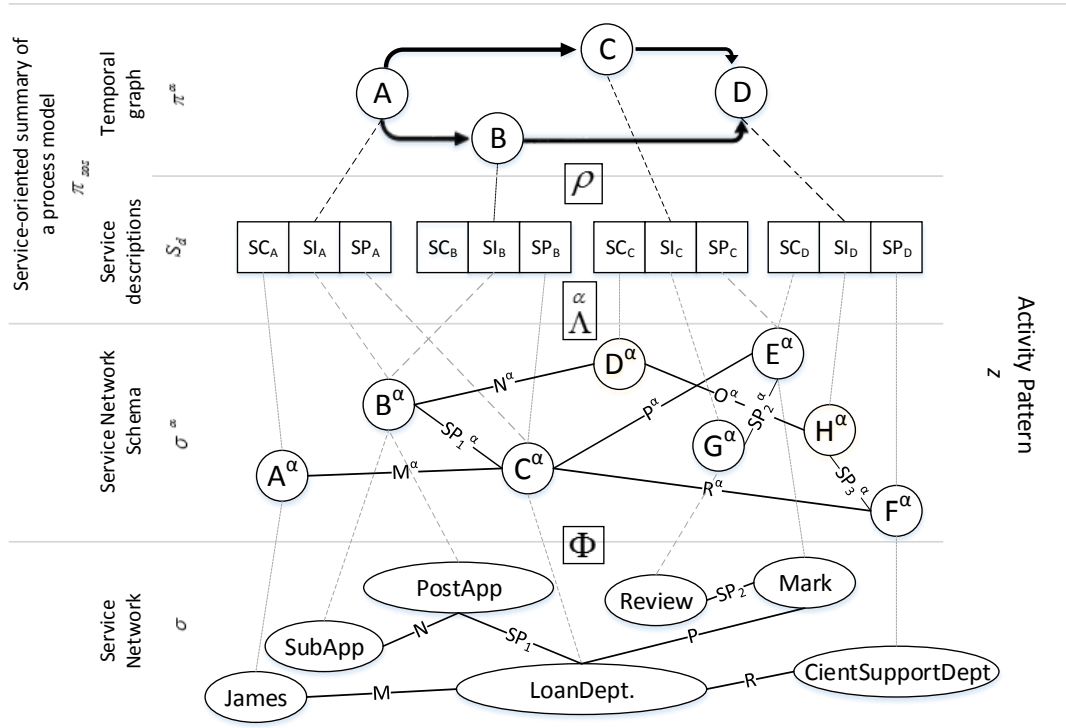 Service-oriented summary of
a process model
π sos
Temporal
graph
π^α
A
C
D
B
ρ
Service
descriptions
S_d
SC_A SI_A SP_A
SC_B SI_B SP_B
SC_C SI_C SP_C
SC_D SI_D SP_D
α
Λ
Activity Pattern
z
Service Network
Schema
σ^α
A^α
B^α
C^α
D^α
E^α
G^α
H^α
F^α
N^α
SP_1^α
M^α
P^α
O^α
SP_2^α
SP_3^α
R^α
Φ
Service
Network
σ
PostApp
SubApp
James
LoanDept.
Review
Mark
CientSupportDept
N
SP_1
M
SP_2
P
R